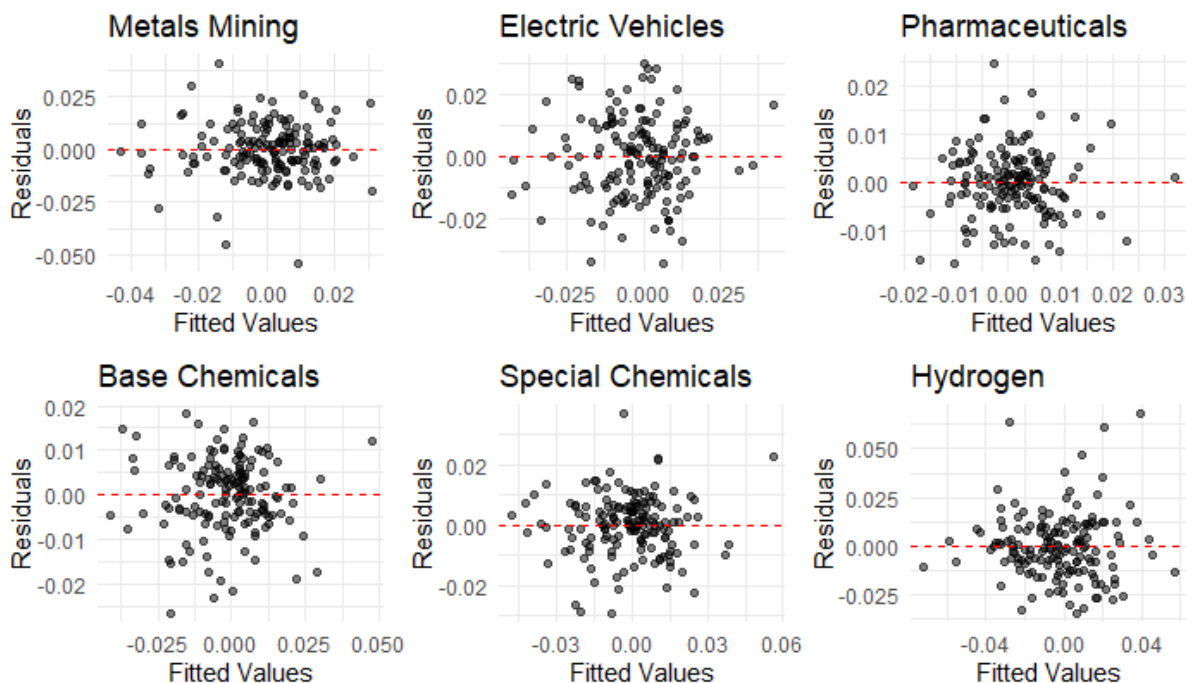 Metals Mining
Residuals
0.025
0.000
-0.025
-0.050
-0.04 -0.02 0.00 0.02
Fitted Values
Electric Vehicles
Residuals
0.02
0.00
-0.02
-0.025 0.000 0.025
Fitted Values
Pharmaceuticals
Residuals
0.02
0.01
0.00
-0.01
-0.02 -0.01 0.00 0.01 0.02 0.03
Fitted Values
Base Chemicals
Residuals
0.02
0.01
0.00
-0.01
-0.02
-0.025 0.000 0.025 0.050
Fitted Values
Special Chemicals
Residuals
0.02
0.00
-0.02
-0.03 0.00 0.03 0.06
Fitted Values
Hydrogen
Residuals
0.050
0.025
0.000
-0.025
-0.04 0.00 0.04
Fitted Values